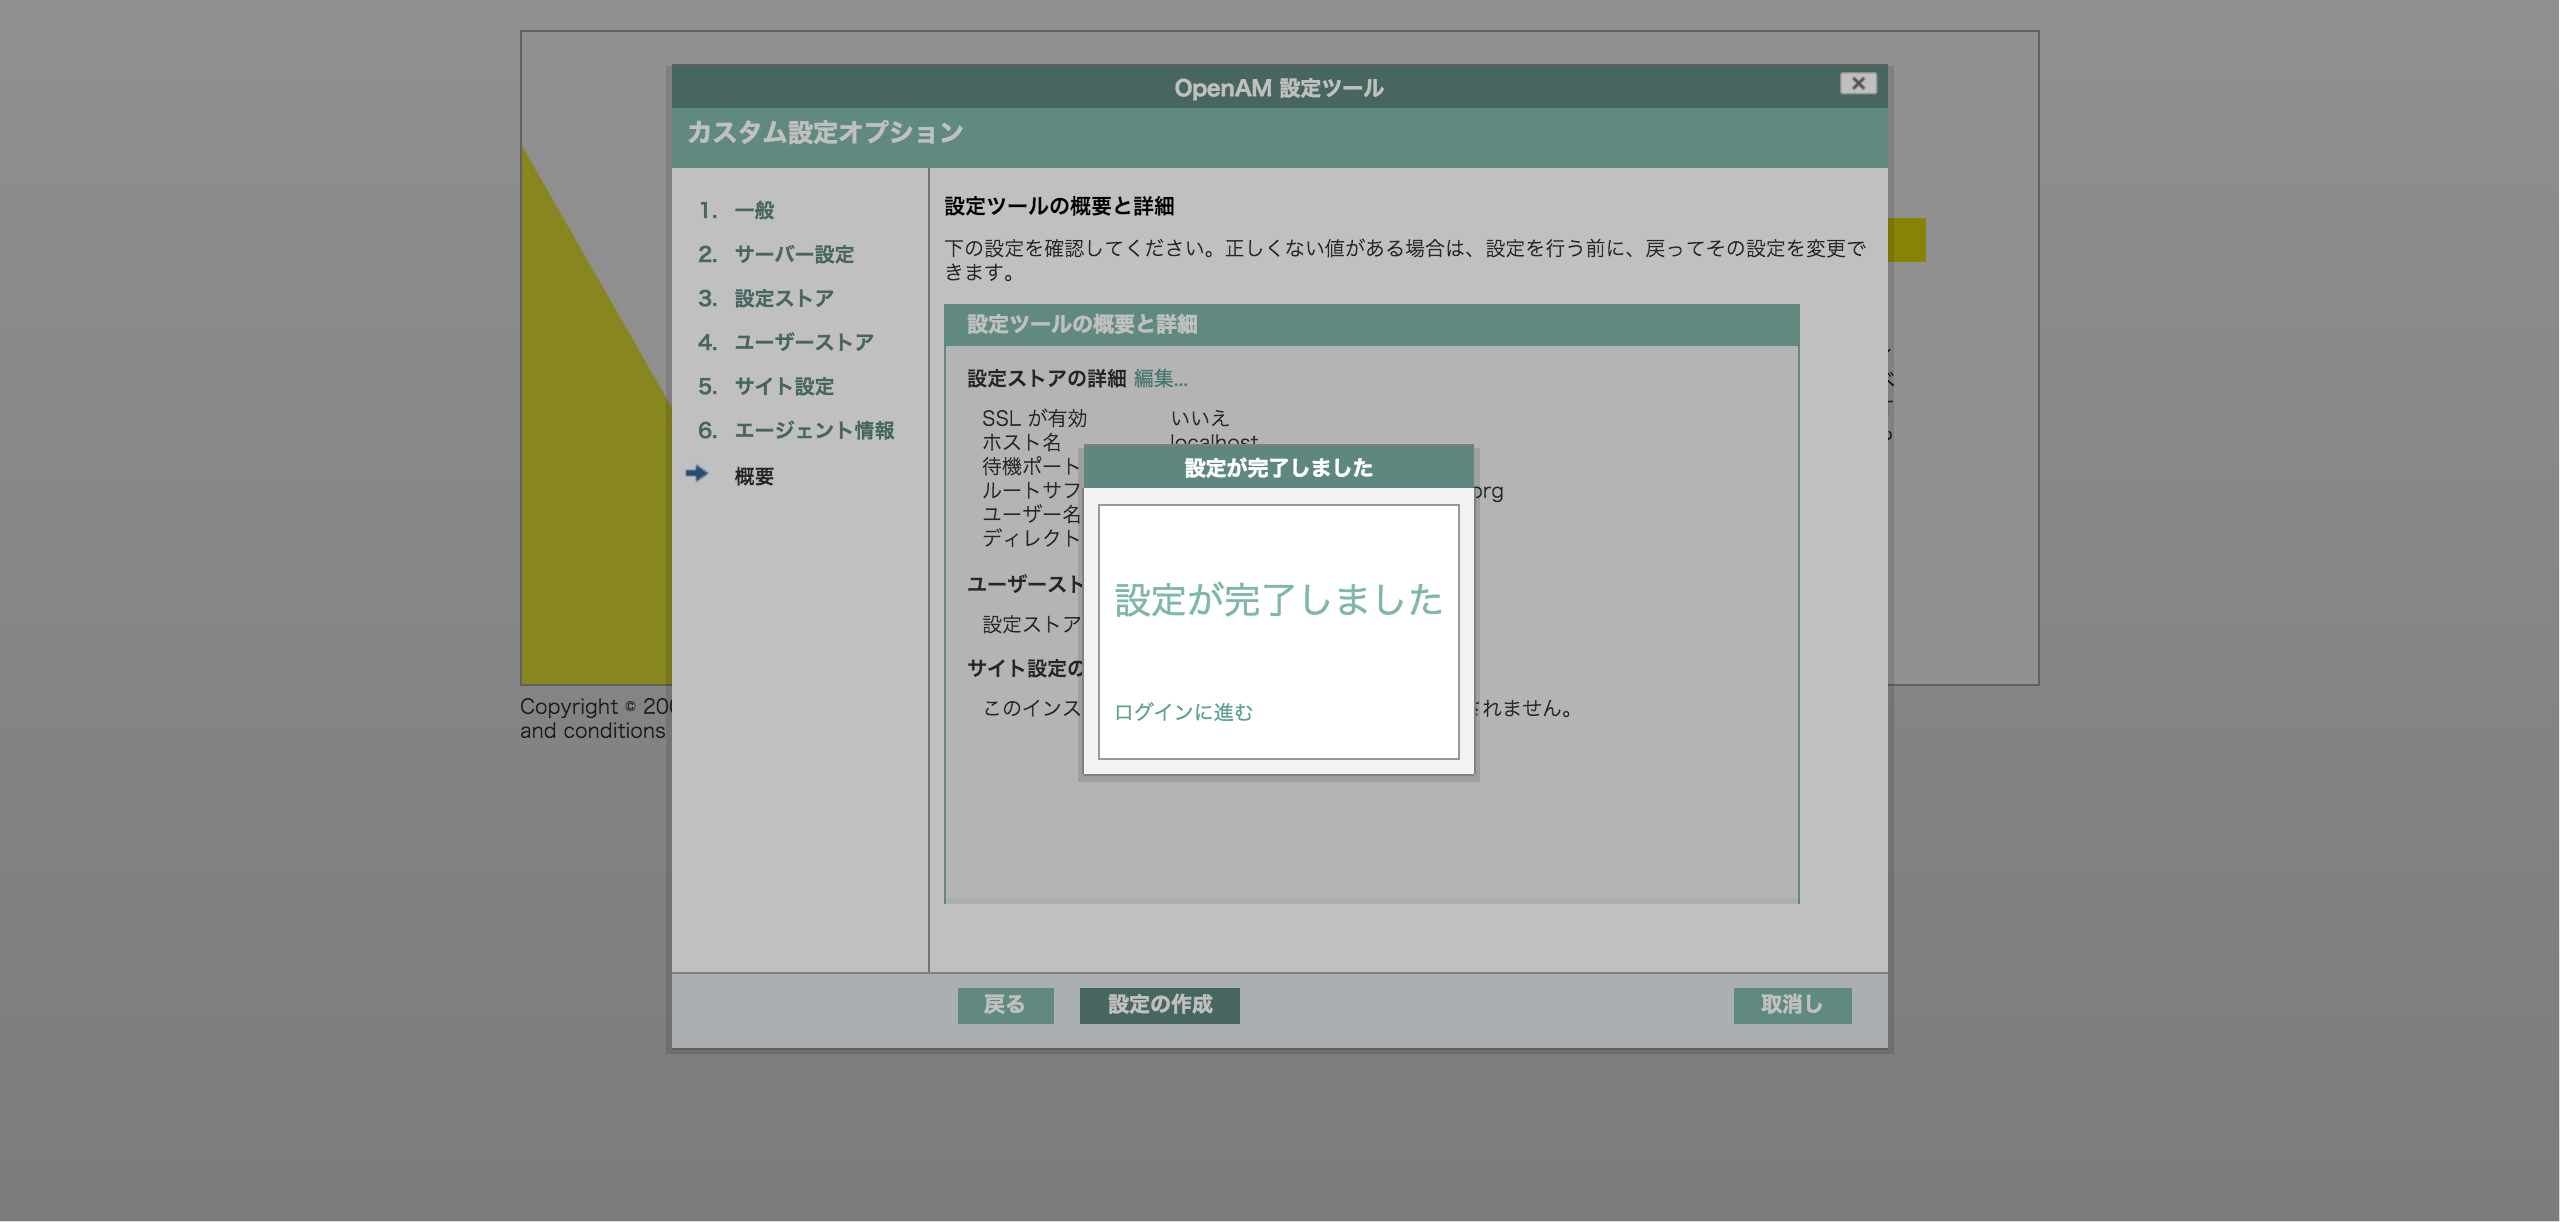 OpenAM 設定ツール
カスタム設定オプション
1. 一般
2. サーバー設定
3. 設定ストア
4. ユーザーストア
5. サイト設定
6. エージェント情報
概要
設定ツールの概要と詳細
下の設定を確認してください。正しくない値がある場合は、設定を行う前に、戻ってその設定を変更で
きます。
設定ツールの概要と詳細
設定ストアの詳細 編集...
SSL が有効 いいえ
ホスト名 localhost
待機ポート
ルートサフ org
ユーザー名
ディレクト
ユーザースト
設定ストア
サイト設定の
このインス されません。
設定が完了しました
設定が完了しました
ログインに進む
戻る 設定の作成 取消し
Copyright © 200
and conditions